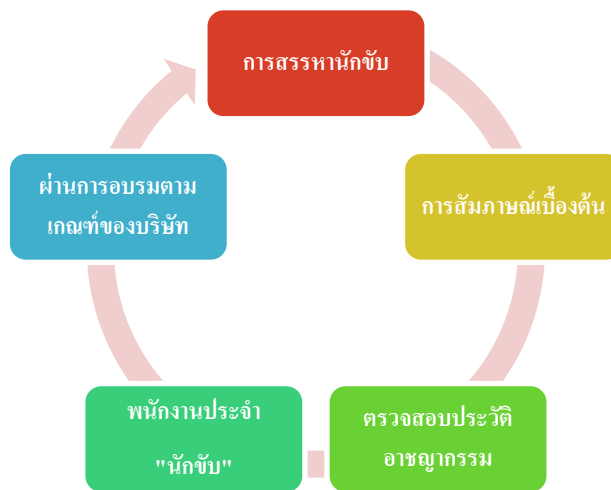 การสรรหานักขับ
การสัมภาษณ์เบื้องต้น
ตรวจสอบประวัติ
อาชญากรรม
พนักงานประจำ
"นักขับ"
ผ่านการอบรมตาม
เกณฑ์ของบริษัท